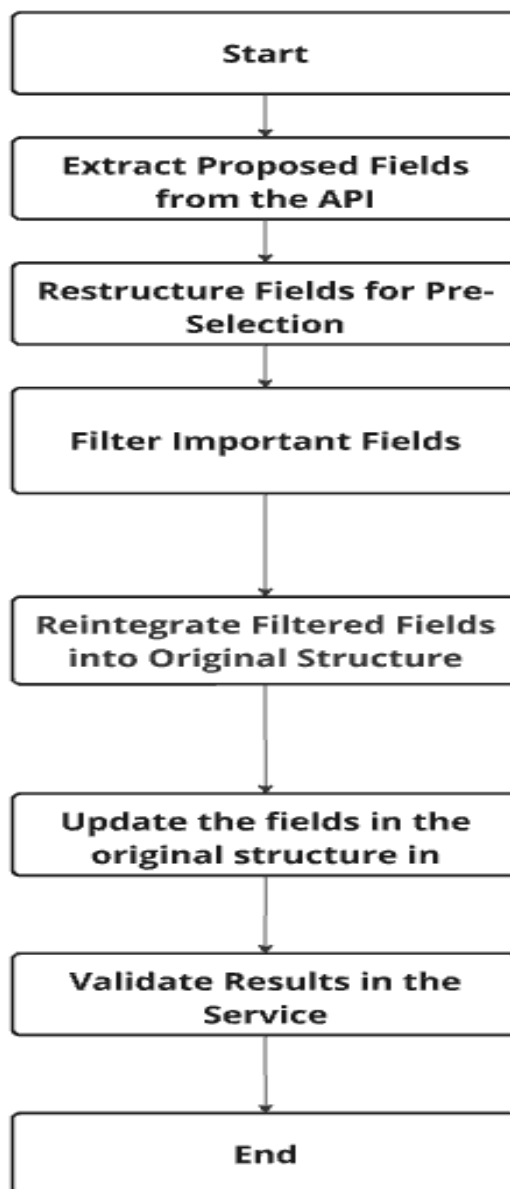 Start
Extract Proposed Fields
from the API
Restructure Fields for Pre-
Selection
Filter Important Fields
Reintegrate Filtered Fields
into Original Structure
Update the fields in the
original structure in
Validate Results in the
Service
End